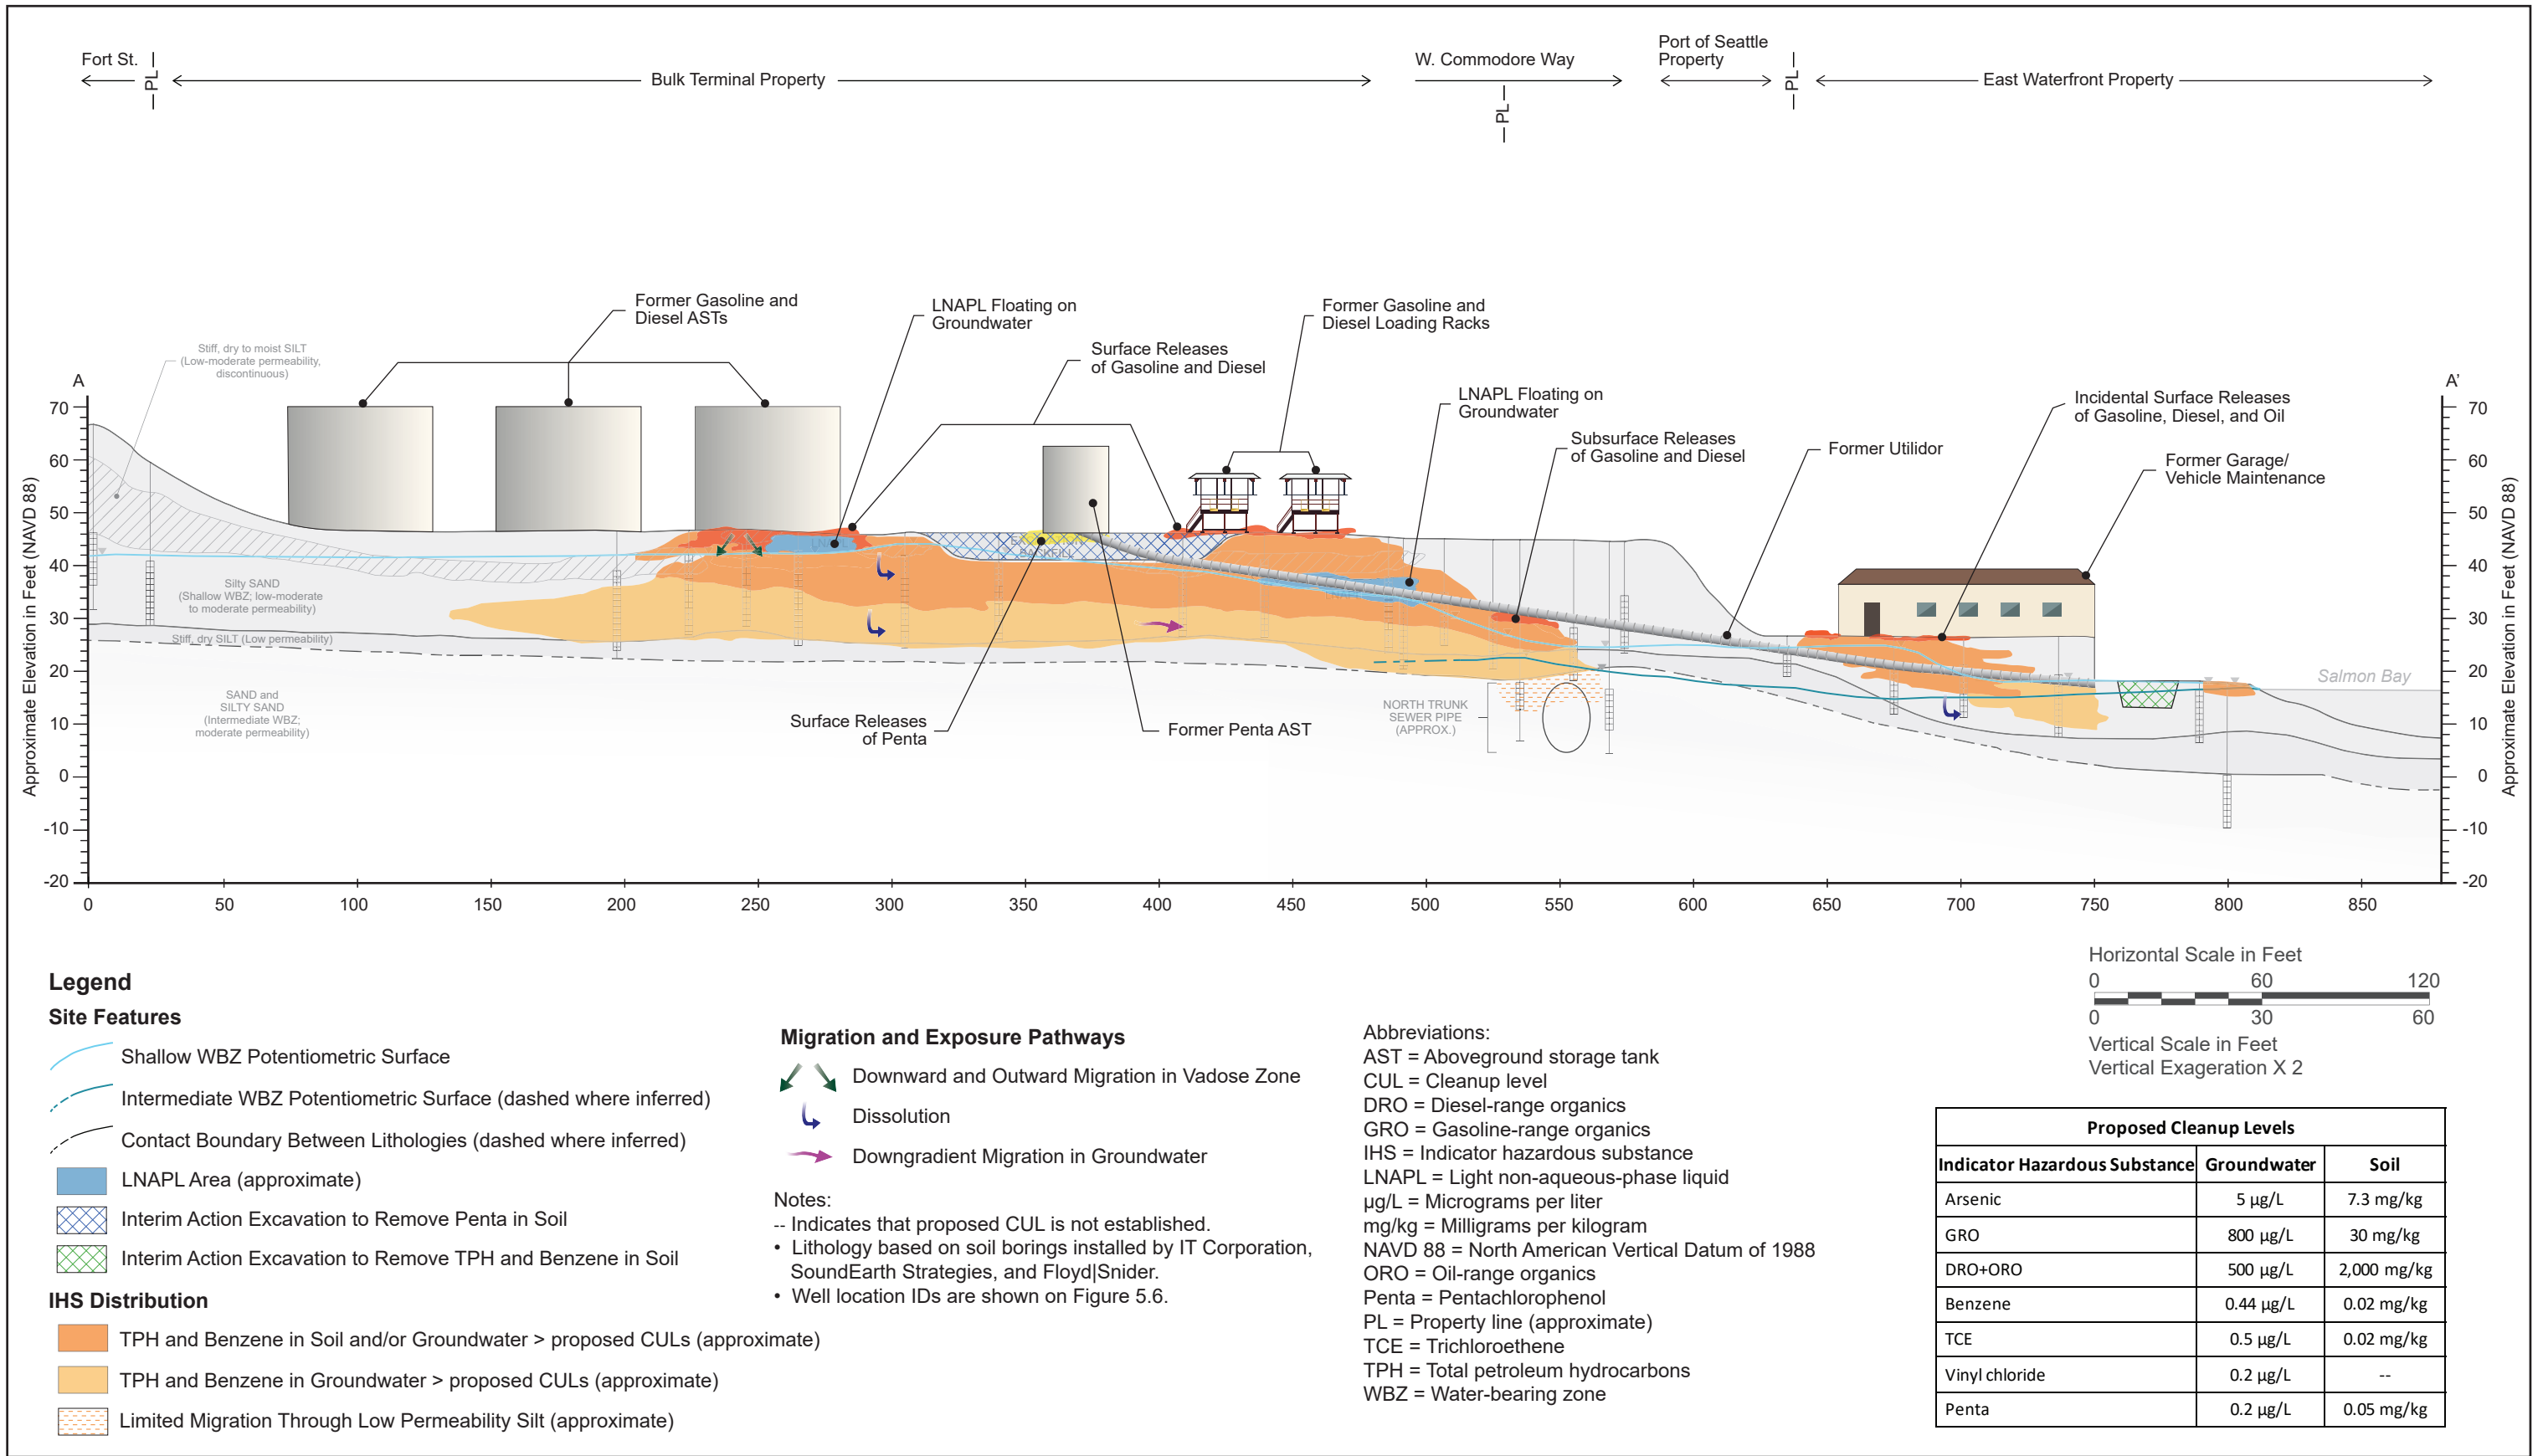 Fort St.
PL
Bulk Terminal Property
W. Commodore Way
PL
Port of Seattle
Property
PL
East Waterfront Property
Former Gasoline and
Diesel ASTs
LNAPL Floating on
Groundwater
Surface Releases
of Gasoline and Diesel
Former Gasoline and
Diesel Loading Racks
LNAPL Floating on
Groundwater
Subsurface Releases
of Gasoline and Diesel
Former Utilidor
Incidental Surface Releases
of Gasoline, Diesel, and Oil
Former Garage/
Vehicle Maintenance
Stiff, dry to moist SILT
(Low-moderate permeability,
discontinuous)
A
A'
Approximate Elevation in Feet (NAVD 88)
70
60
50
40
30
20
10
0
-10
-20
Silty SAND
(Shallow WBZ; low-moderate
to moderate permeability)
Stiff, dry SILT (Low permeability)
SAND and
SILTY SAND
(Intermediate WBZ;
moderate permeability)
BACKFILL
Surface Releases
of Penta
Former Penta AST
NORTH TRUNK
SEWER PIPE
(APPROX.)
Salmon Bay
70
60
50
40
30
20
10
0
-10
-20
Approximate Elevation in Feet (NAVD 88)
0 50 100 150 200 250 300 350 400 450 500 550 600 650 700 750 800 850
Legend
Site Features
Shallow WBZ Potentiometric Surface
Intermediate WBZ Potentiometric Surface (dashed where inferred)
Contact Boundary Between Lithologies (dashed where inferred)
LNAPL Area (approximate)
Interim Action Excavation to Remove Penta in Soil
Interim Action Excavation to Remove TPH and Benzene in Soil
IHS Distribution
TPH and Benzene in Soil and/or Groundwater > proposed CULs (approximate)
TPH and Benzene in Groundwater > proposed CULs (approximate)
Limited Migration Through Low Permeability Silt (approximate)
Migration and Exposure Pathways
Downward and Outward Migration in Vadose Zone
Dissolution
Downgradient Migration in Groundwater
Notes:
-- Indicates that proposed CUL is not established.
• Lithology based on soil borings installed by IT Corporation,
SoundEarth Strategies, and Floyd|Snider.
• Well location IDs are shown on Figure 5.6.
Abbreviations:
AST = Aboveground storage tank
CUL = Cleanup level
DRO = Diesel-range organics
GRO = Gasoline-range organics
IHS = Indicator hazardous substance
LNAPL = Light non-aqueous-phase liquid
µg/L = Micrograms per liter
mg/kg = Milligrams per kilogram
NAVD 88 = North American Vertical Datum of 1988
ORO = Oil-range organics
Penta = Pentachlorophenol
PL = Property line (approximate)
TCE = Trichloroethene
TPH = Total petroleum hydrocarbons
WBZ = Water-bearing zone
Horizontal Scale in Feet
0 60 120
0 30 60
Vertical Scale in Feet
Vertical Exageration X 2
Proposed Cleanup Levels
Indicator Hazardous Substance Groundwater Soil
Arsenic 5 µg/L 7.3 mg/kg
GRO 800 µg/L 30 mg/kg
DRO+ORO 500 µg/L 2,000 mg/kg
Benzene 0.44 µg/L 0.02 mg/kg
TCE 0.5 µg/L 0.02 mg/kg
Vinyl chloride 0.2 µg/L --
Penta 0.2 µg/L 0.05 mg/kg